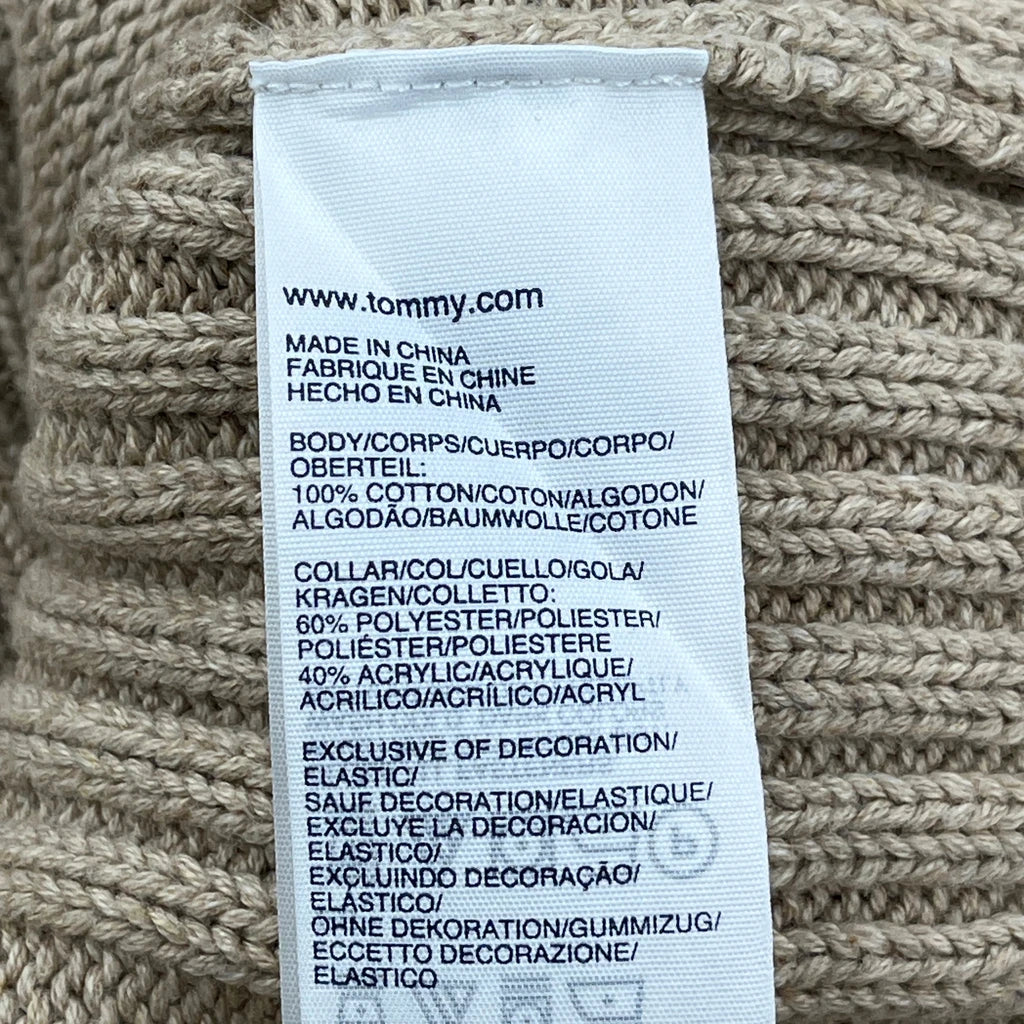 www.tommy.com
MADE IN CHINA
FABRIQUE EN CHINE
HECHO EN CHINA
BODY/CORPS/CUERPO/CORPO/
OBERTEIL:
100% COTTON/COTON/ALGODON/
ALGODÃO/BAUMWOLLE/COTONE
COLLAR/COL/CUELLO/GOLA/
KRAGEN/COLLETTO:
60% POLYESTER/POLIESTER/
POLIÉSTER/POLIESTERE
40% ACRYLIC/ACRYLIQUE/
ACRILICO/ACRÍLICO/ACRYL
EXCLUSIVE OF DECORATION/
ELASTIC/
SAUF DECORATION/ELASTIQUE/
EXCLUYE LA DECORACION/
ELASTICO/
EXCLUINDO DECORAÇÃO/
ELÁSTICO/
OHNE DEKORATION/GUMMIZUG/
ECCETTO DECORAZIONE/
ELASTICO